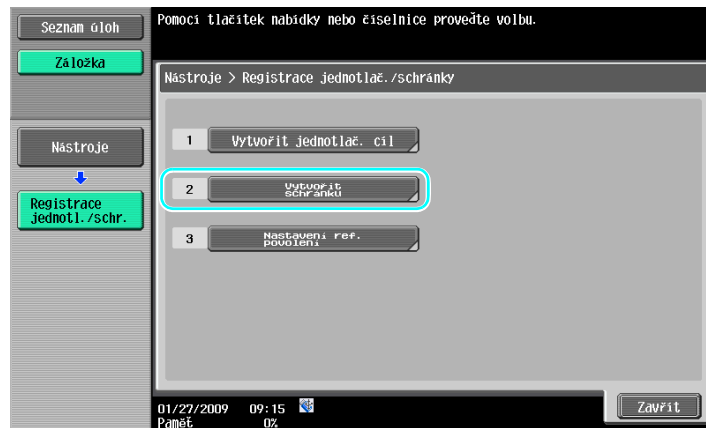 Seznam úloh
Záložka
Pomocí tlačítek nabídky nebo číselnice proveďte volbu.
Nástroje > Registrace jednotlač./schránky
Nástroje
Registrace
jednotl./schr.
1 Vytvořit jednotlač. cíl
2 Vytvořit
schránku
3 Nastavení ref.
povolení
01/27/2009 09:15
Paměť 0%
Zavřít